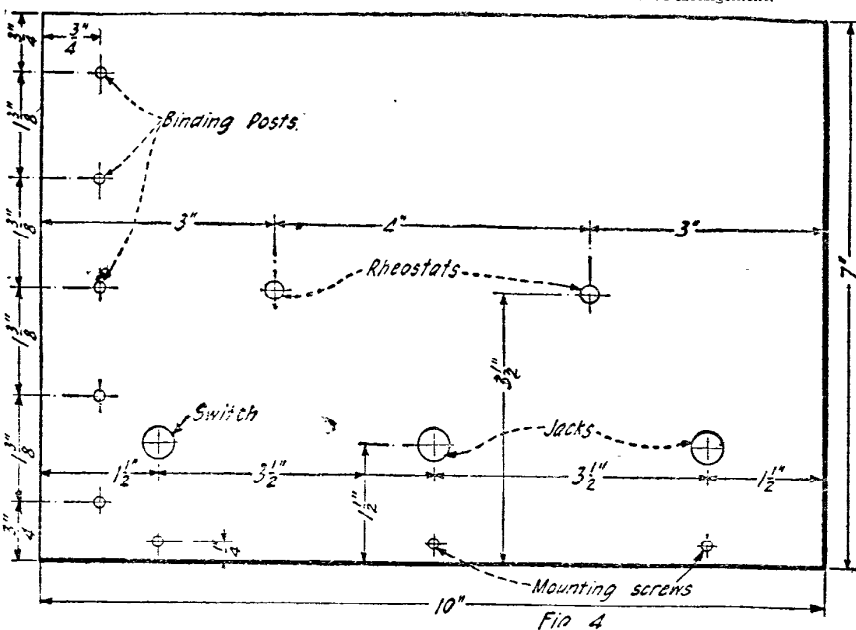 arrangement.
3/4"
3/4"
Binding Posts.
1 3/8"
1 3/8"
3"
4"
3"
7"
Rheostats
1 3/8"
3 1/2"
Switch
Jacks
1 3/8"
1 1/2"
3 1/2"
1 1/2"
3 1/2"
1 1/2"
3/4"
1/4"
Mounting screws
10"
Fig 4